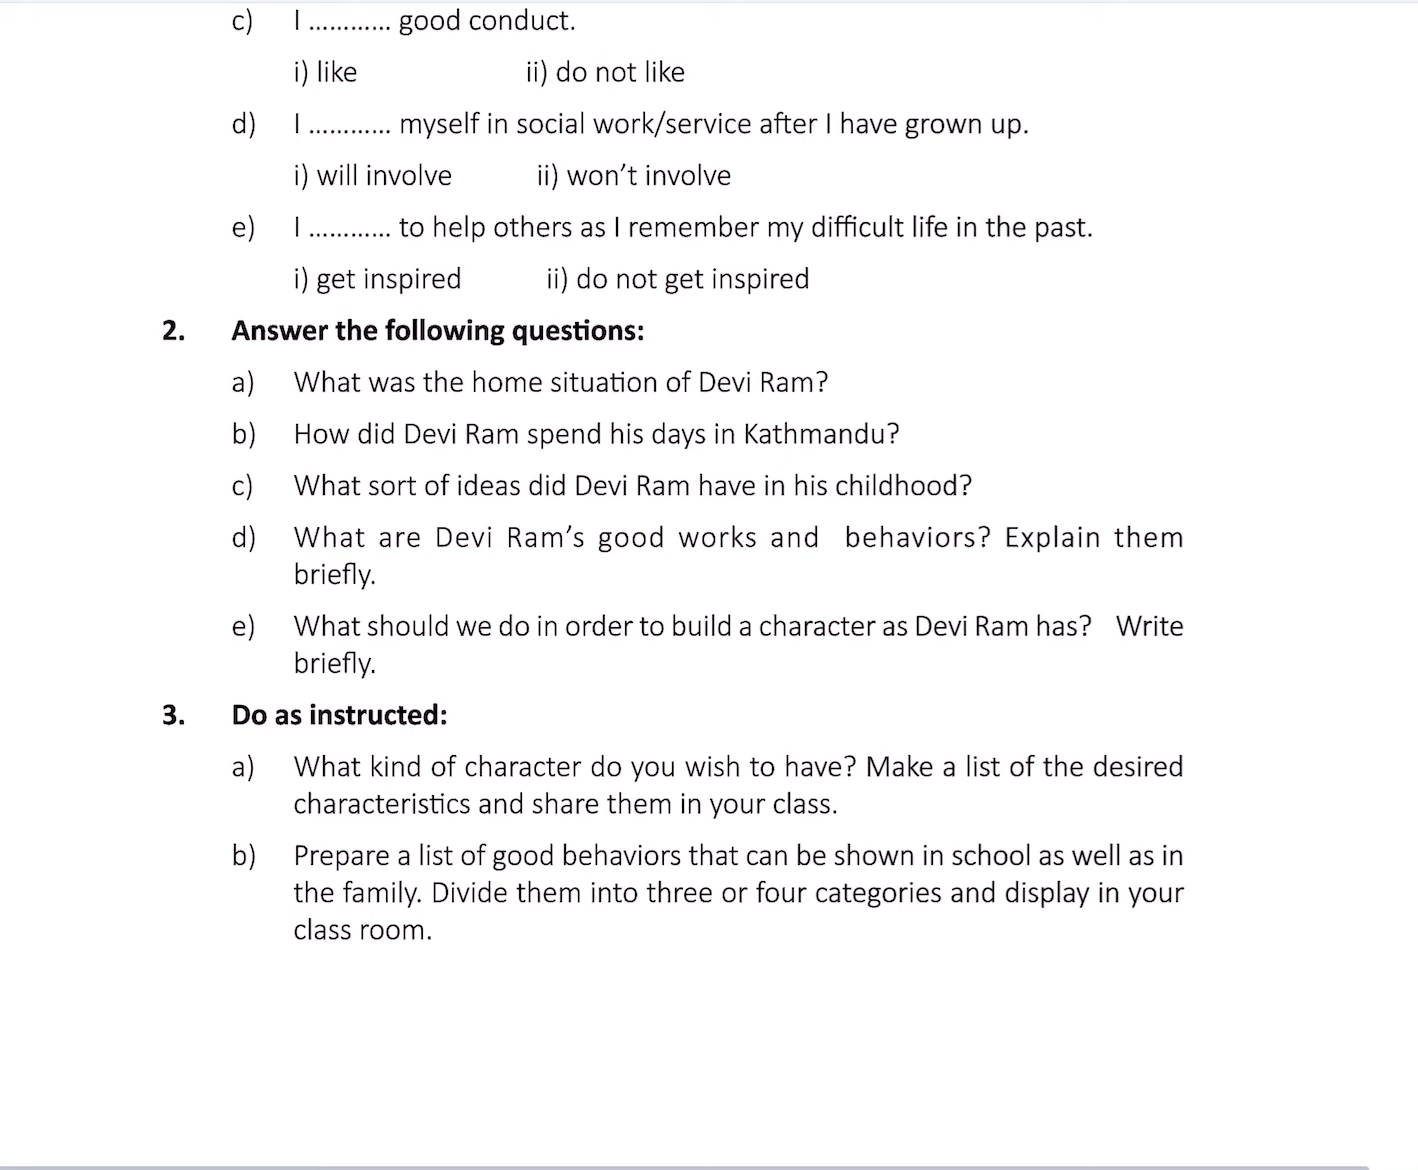 c) I ............ good conduct.
i) like ii) do not like
d) I ............ myself in social work/service after I have grown up.
i) will involve ii) won’t involve
e) I ............ to help others as I remember my difficult life in the past.
i) get inspired ii) do not get inspired
2. Answer the following questions:
a) What was the home situation of Devi Ram?
b) How did Devi Ram spend his days in Kathmandu?
c) What sort of ideas did Devi Ram have in his childhood?
d) What are Devi Ram’s good works and behaviors? Explain them
briefly.
e) What should we do in order to build a character as Devi Ram has? Write
briefly.
3. Do as instructed:
a) What kind of character do you wish to have? Make a list of the desired
characteristics and share them in your class.
b) Prepare a list of good behaviors that can be shown in school as well as in
the family. Divide them into three or four categories and display in your
class room.